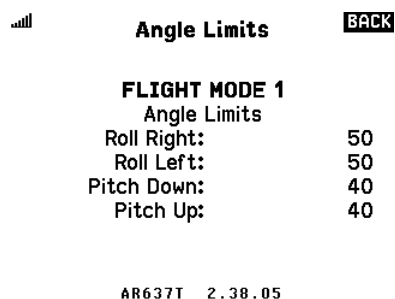 Angle Limits
BACK
FLIGHT MODE 1
Angle Limits
Roll Right: 50
Roll Left: 50
Pitch Down: 40
Pitch Up: 40
AR637T 2.38.05